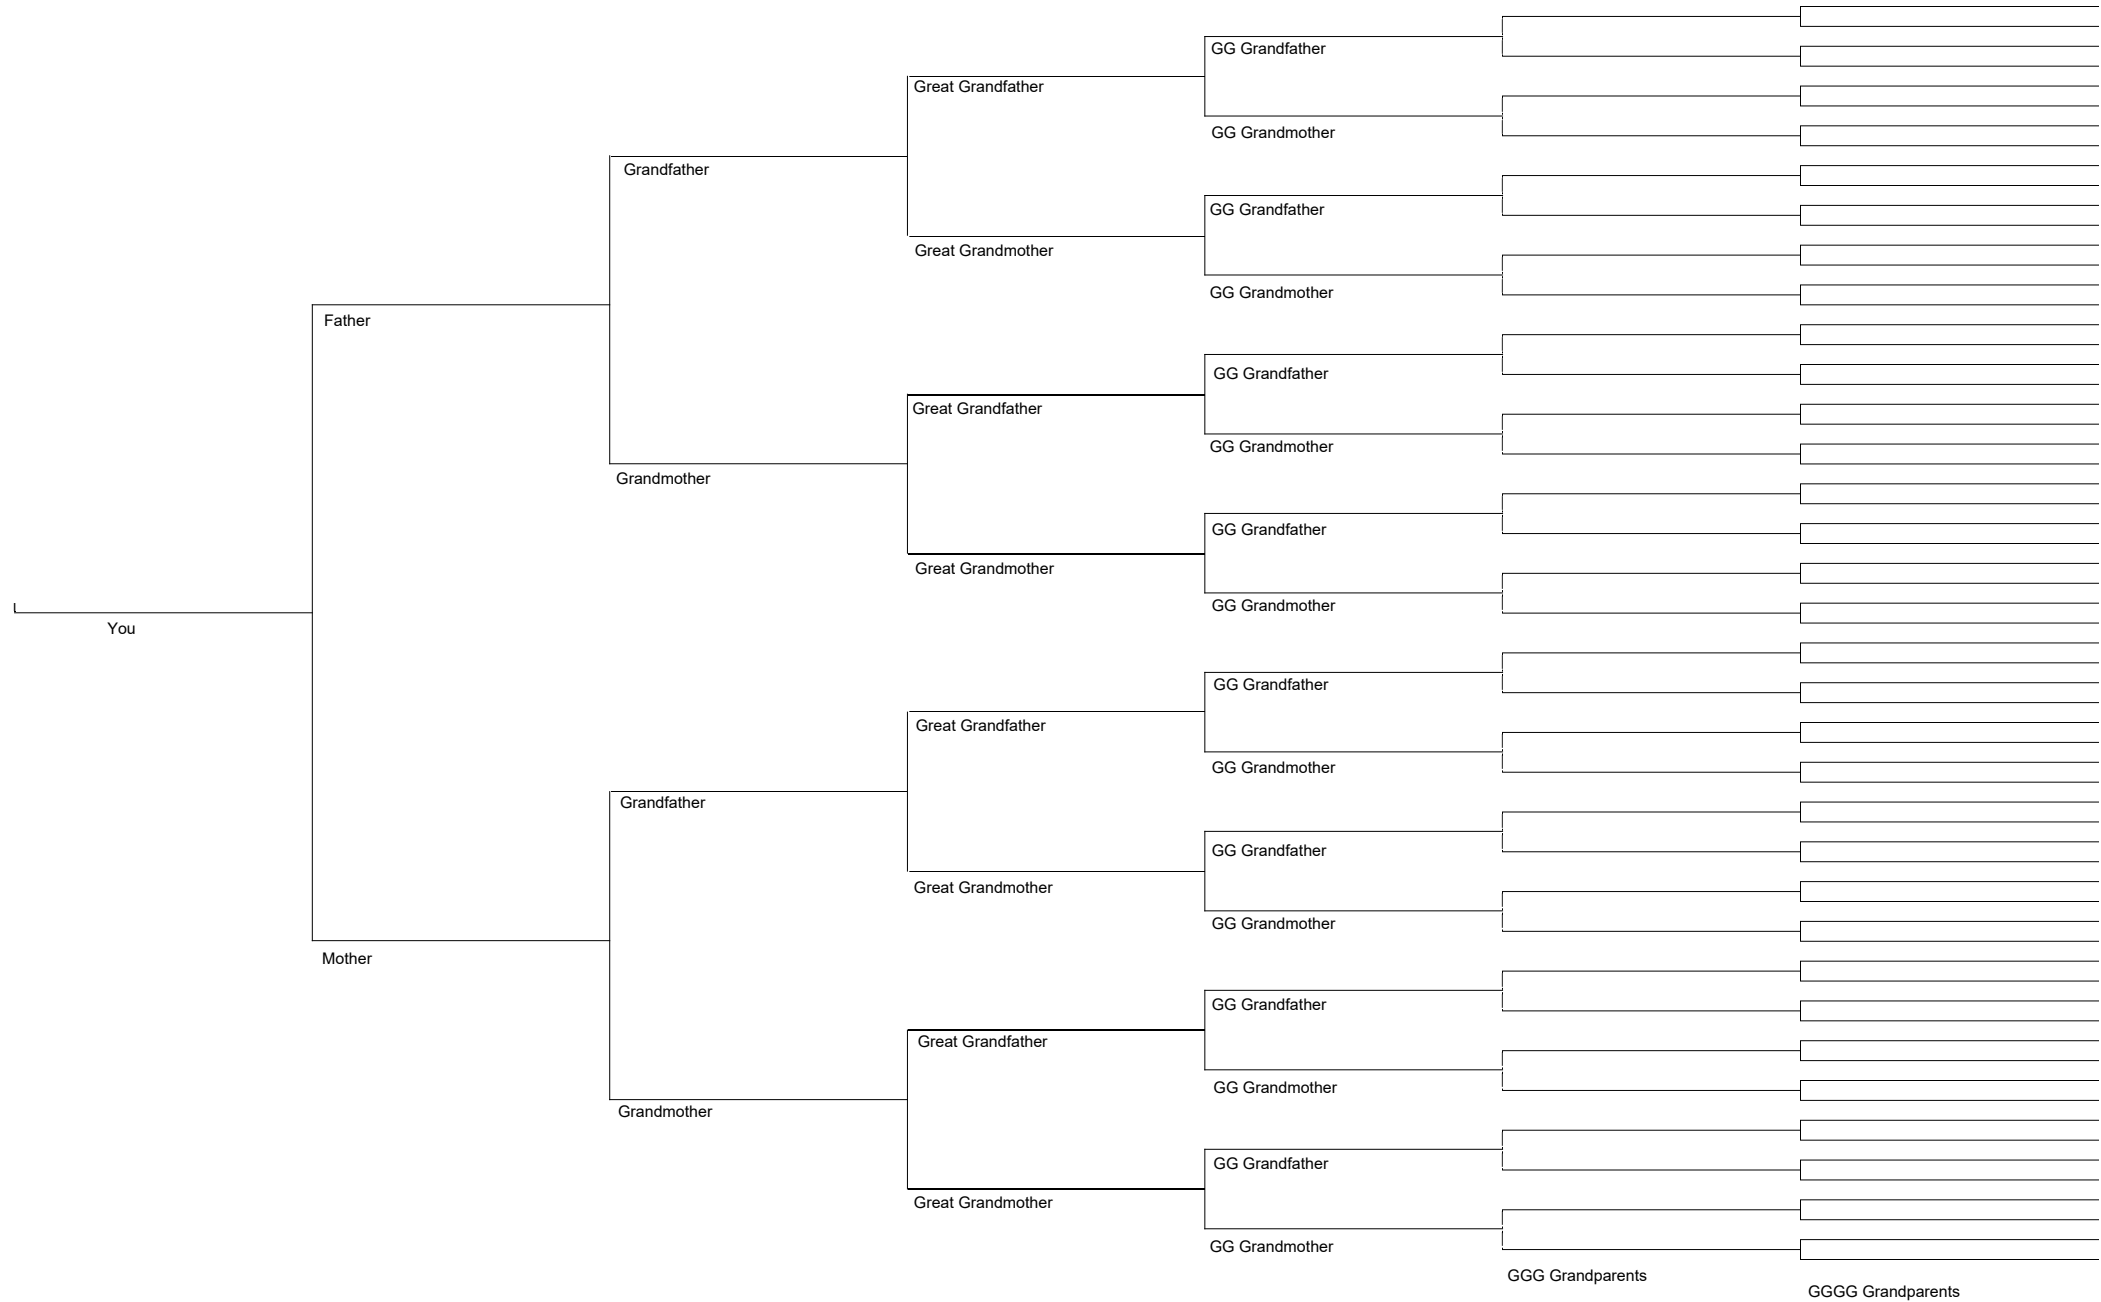 GG Grandfather
Great Grandfather
GG Grandmother
Grandfather
GG Grandfather
Great Grandmother
GG Grandmother
Father
GG Grandfather
Great Grandfather
GG Grandmother
Grandmother
GG Grandfather
Great Grandmother
GG Grandmother
You
GG Grandfather
Great Grandfather
GG Grandmother
Grandfather
GG Grandfather
Great Grandmother
GG Grandmother
Mother
GG Grandfather
Great Grandfather
GG Grandmother
Grandmother
GG Grandfather
Great Grandmother
GG Grandmother
GGG Grandparents
GGGG Grandparents